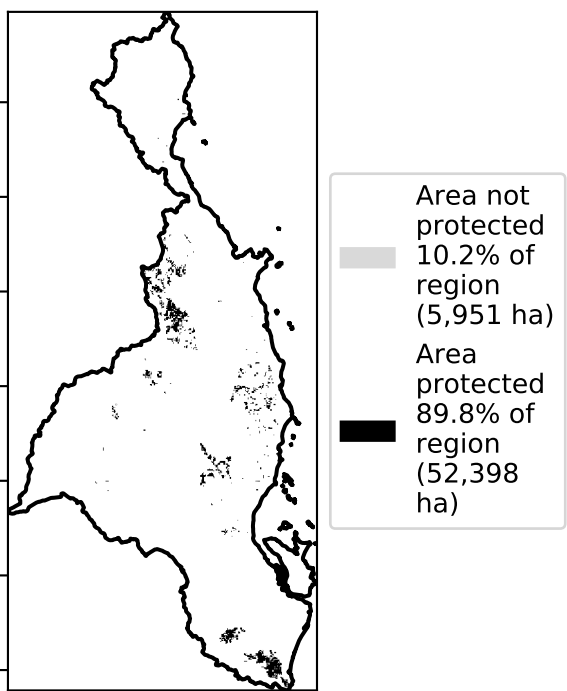 Area not
protected
10.2% of
region
(5,951 ha)
Area
protected
89.8% of
region
(52,398
ha)